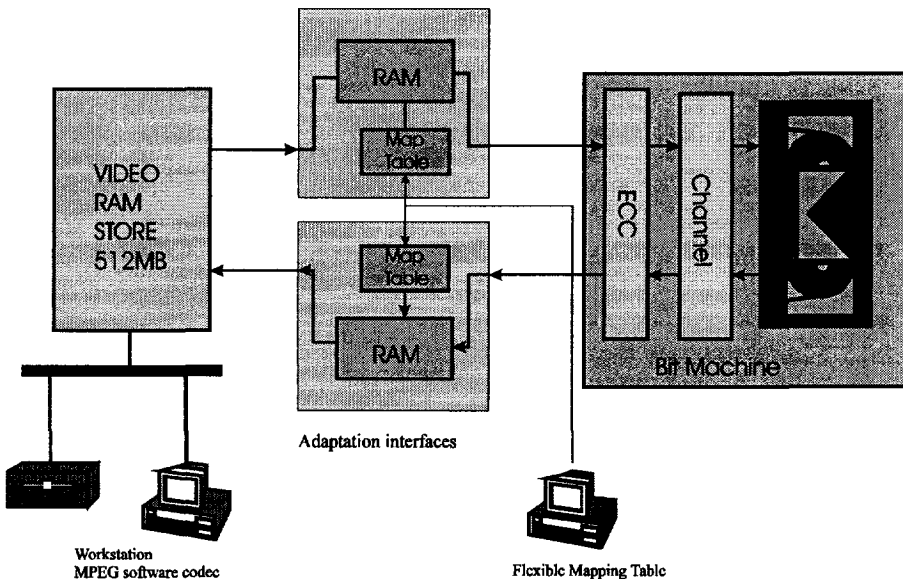 RAM
Map
Table
VIDEO
RAM
STORE
512MB
ECC
Channel
Map
Table
RAM
Bit Machine
Adaptation interfaces
Workstation
MPEG software codec
Flexible Mapping Table